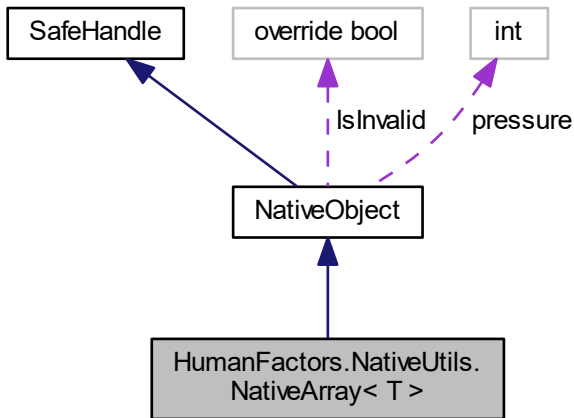 SafeHandle
override bool
int
IsInvalid
pressure
NativeObject
HumanFactors.NativeUtils.
NativeArray< T >